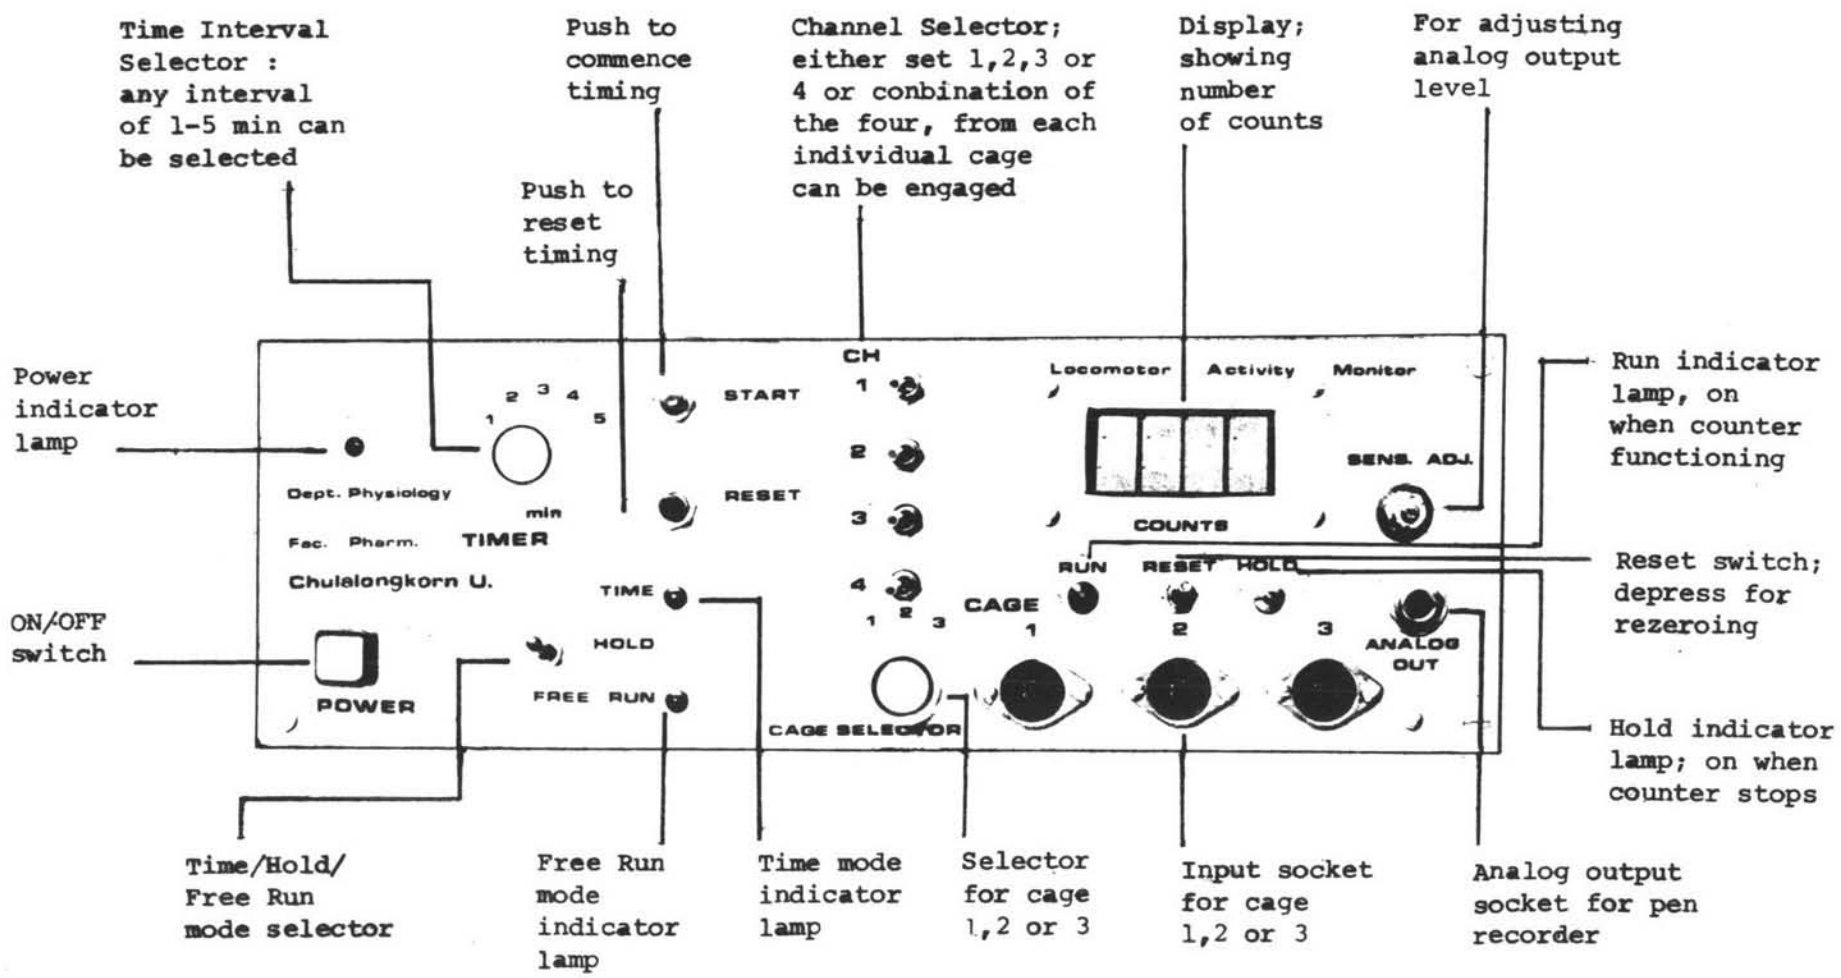 Time Interval
Selector :
any interval
of 1-5 min can
be selected
Push to
commence
timing
Push to
reset
timing
Channel Selector;
either set 1,2,3 or
4 or conbination of
the four, from each
individual cage
can be engaged
Display;
showing
number
of counts
For adjusting
analog output
level
Power
indicator
lamp
ON/OFF
switch
1 2 3 4 5
min
TIMER
Dept. Physiology
Fac. Pharm.
Chulalongkorn U.
POWER
START
RESET
TIME
HOLD
FREE RUN
CH
1
2
3
4
1 2 3
CAGE SELECTOR
Locomotor Activity Monitor
COUNTS
SENS. ADJ.
RUN RESET HOLD
CAGE
1 2 3
ANALOG
OUT
Run indicator
lamp, on
when counter
functioning
Reset switch;
depress for
rezeroing
Hold indicator
lamp; on when
counter stops
Time/Hold/
Free Run
mode selector
Free Run
mode
indicator
lamp
Time mode
indicator
lamp
Selector
for cage
1,2 or 3
Input socket
for cage
1,2 or 3
Analog output
socket for pen
recorder